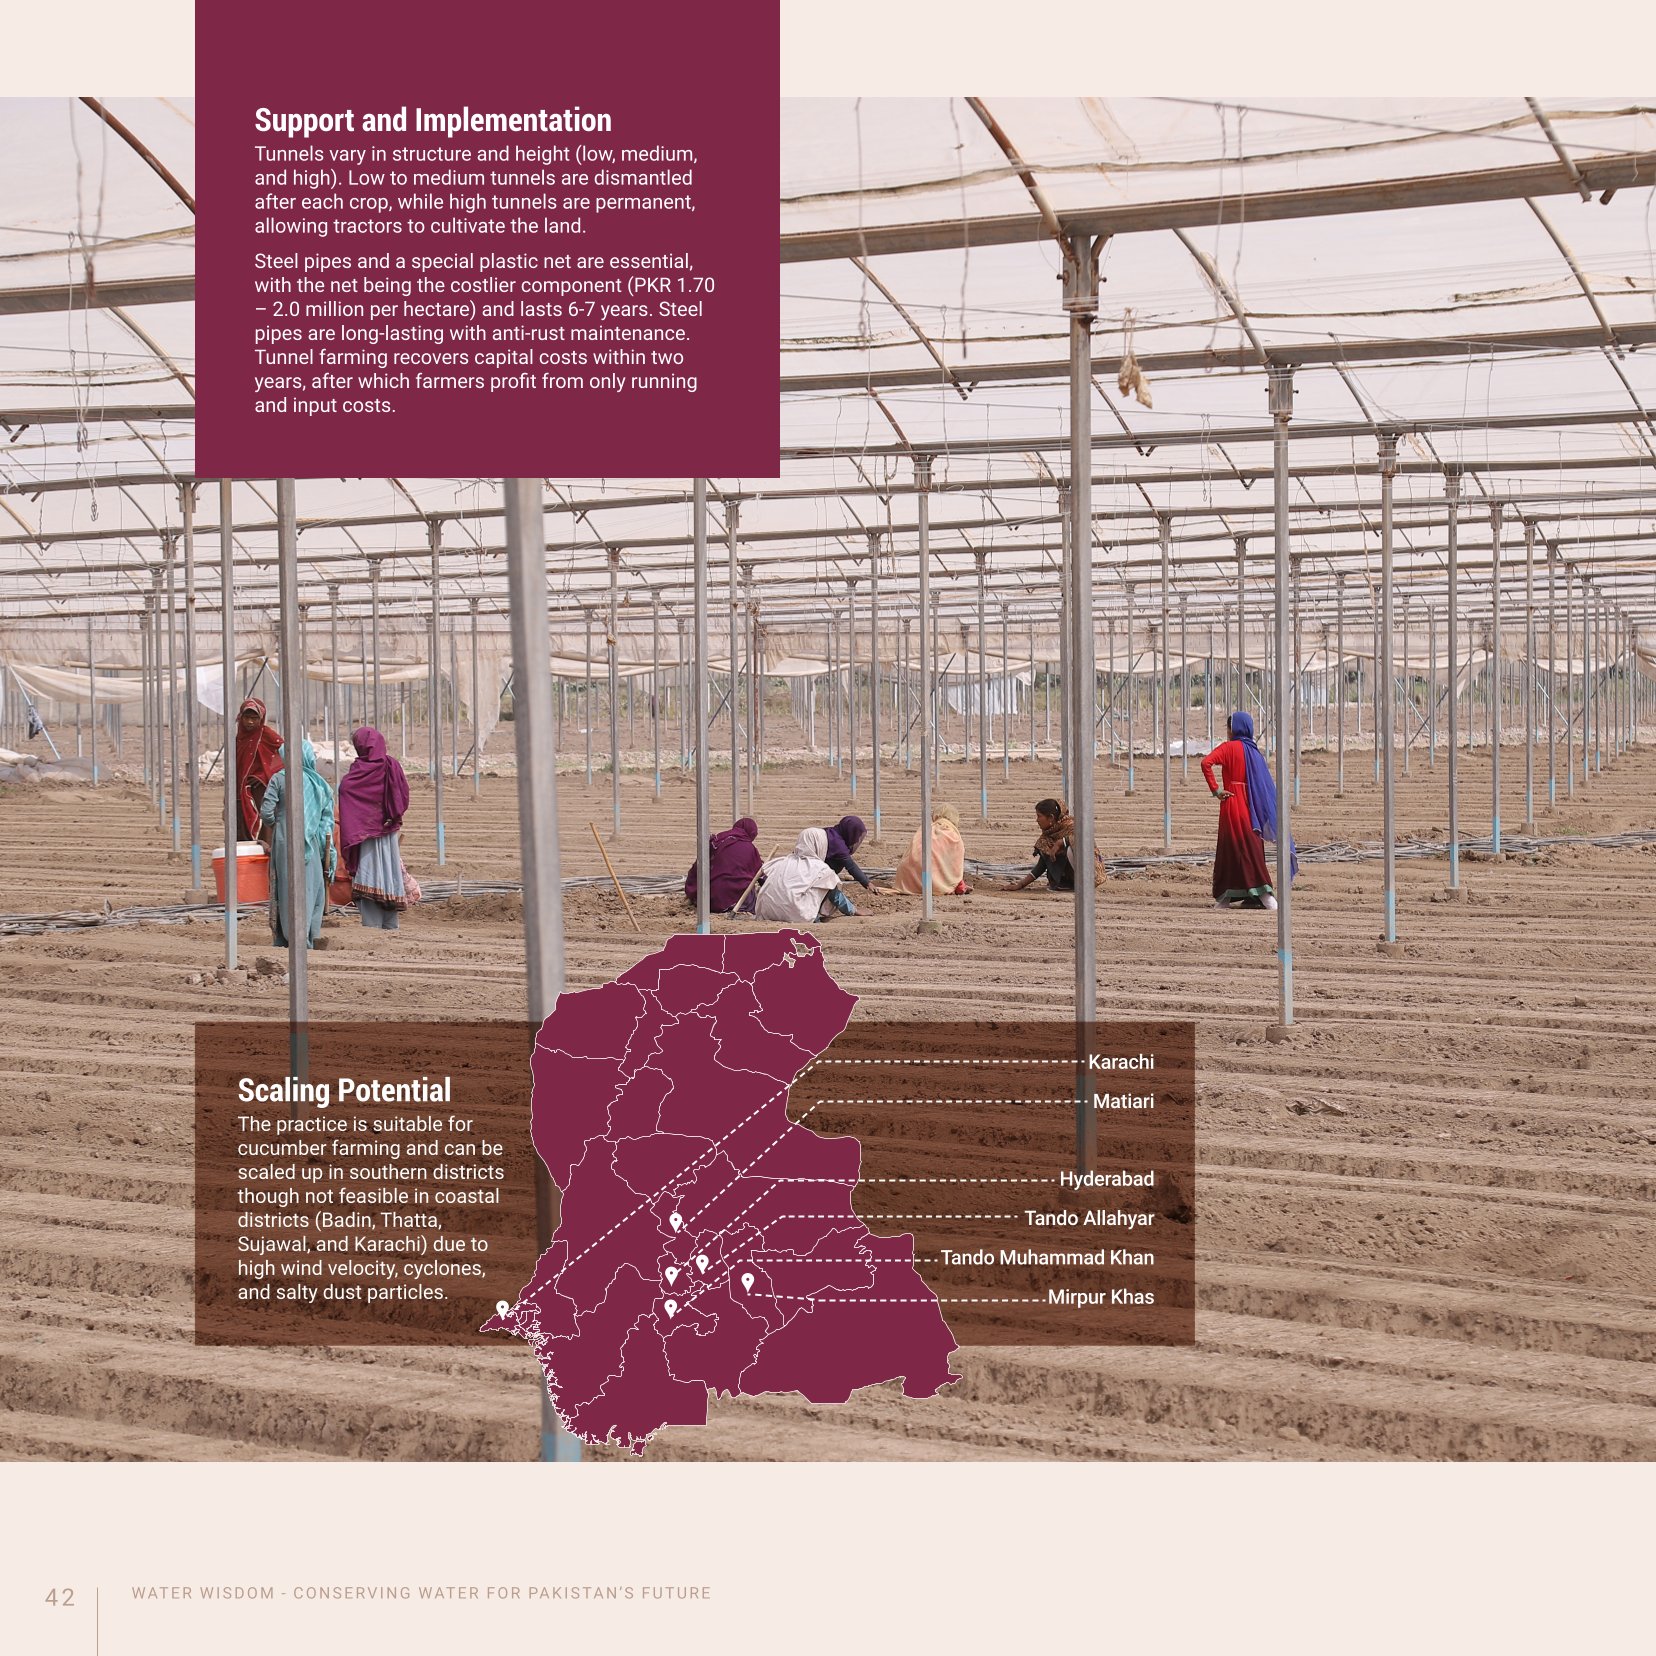 Support and Implementation
Tunnels vary in structure and height (low, medium,
and high). Low to medium tunnels are dismantled
after each crop, while high tunnels are permanent,
allowing tractors to cultivate the land.
Steel pipes and a special plastic net are essential,
with the net being the costlier component (PKR 1.70
– 2.0 million per hectare) and lasts 6-7 years. Steel
pipes are long-lasting with anti-rust maintenance.
Tunnel farming recovers capital costs within two
years, after which farmers profit from only running
and input costs.
Scaling Potential
The practice is suitable for
cucumber farming and can be
scaled up in southern districts
though not feasible in coastal
districts (Badin, Thatta,
Sujawal, and Karachi) due to
high wind velocity, cyclones,
and salty dust particles.
Karachi
Matiari
Hyderabad
Tando Allahyar
Tando Muhammad Khan
Mirpur Khas
42
WATER WISDOM - CONSERVING WATER FOR PAKISTAN'S FUTURE